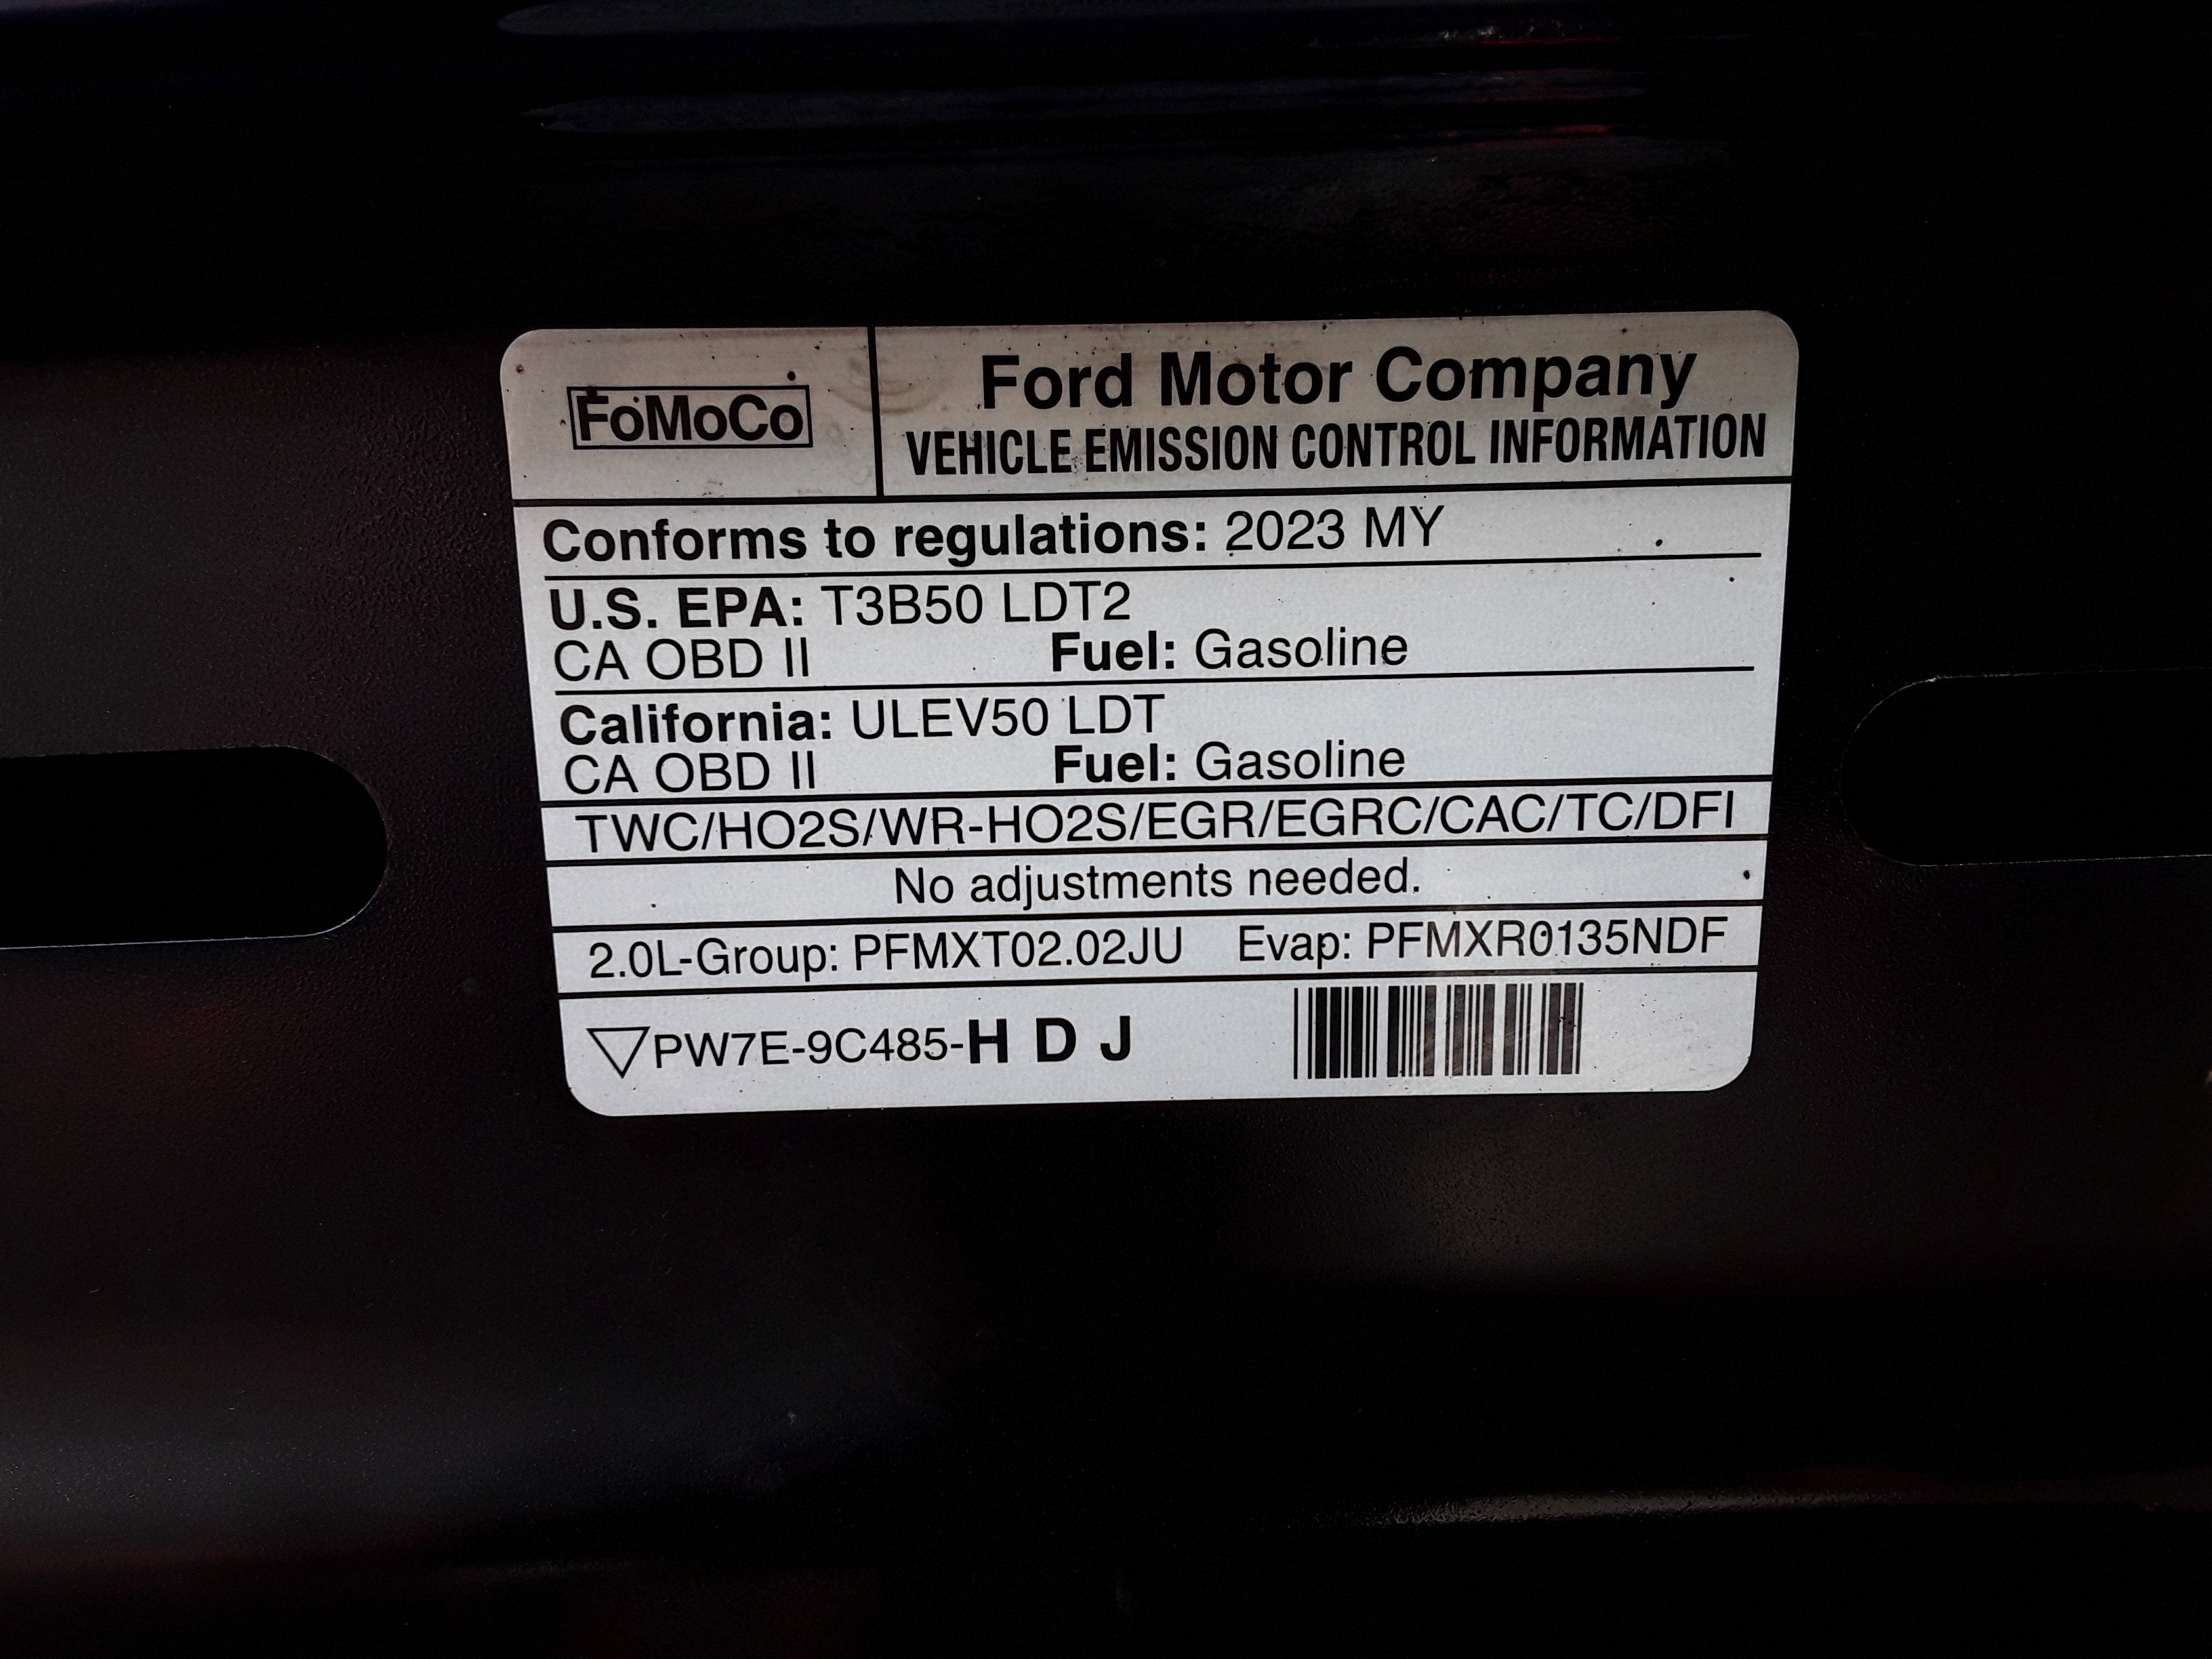 FoMoCo
Ford Motor Company
VEHICLE EMISSION CONTROL INFORMATION
Conforms to regulations: 2023 MY
U.S. EPA: T3B50 LDT2
CA OBD II Fuel: Gasoline
California: ULEV50 LDT
CA OBD II Fuel: Gasoline
TWC/HO2S/WR-HO2S/EGR/EGRC/CAC/TC/DFI
No adjustments needed.
2.0L-Group: PFMXT02.02JU Evap: PFMXR0135NDF
PW7E-9C485-H D J